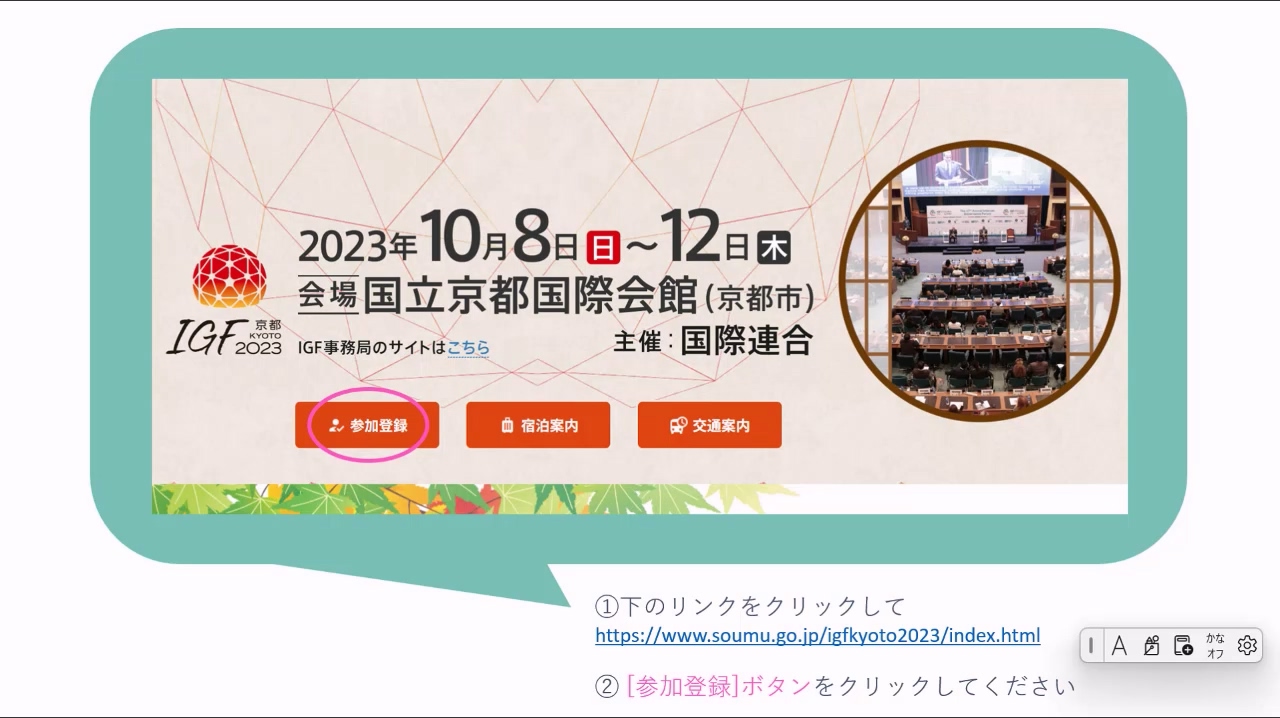 2023年10月8日日～12日木
会場 国立京都国際会館(京都市)
IGF 京都 KYOTO 2023
IGF事務局のサイトはこちら
主催:国際連合
参加登録
宿泊案内
交通案内
①下のリンクをクリックして
https://www.soumu.go.jp/igfkyoto2023/index.html
② [参加登録]ボタンをクリックしてください
A
かな
オフ